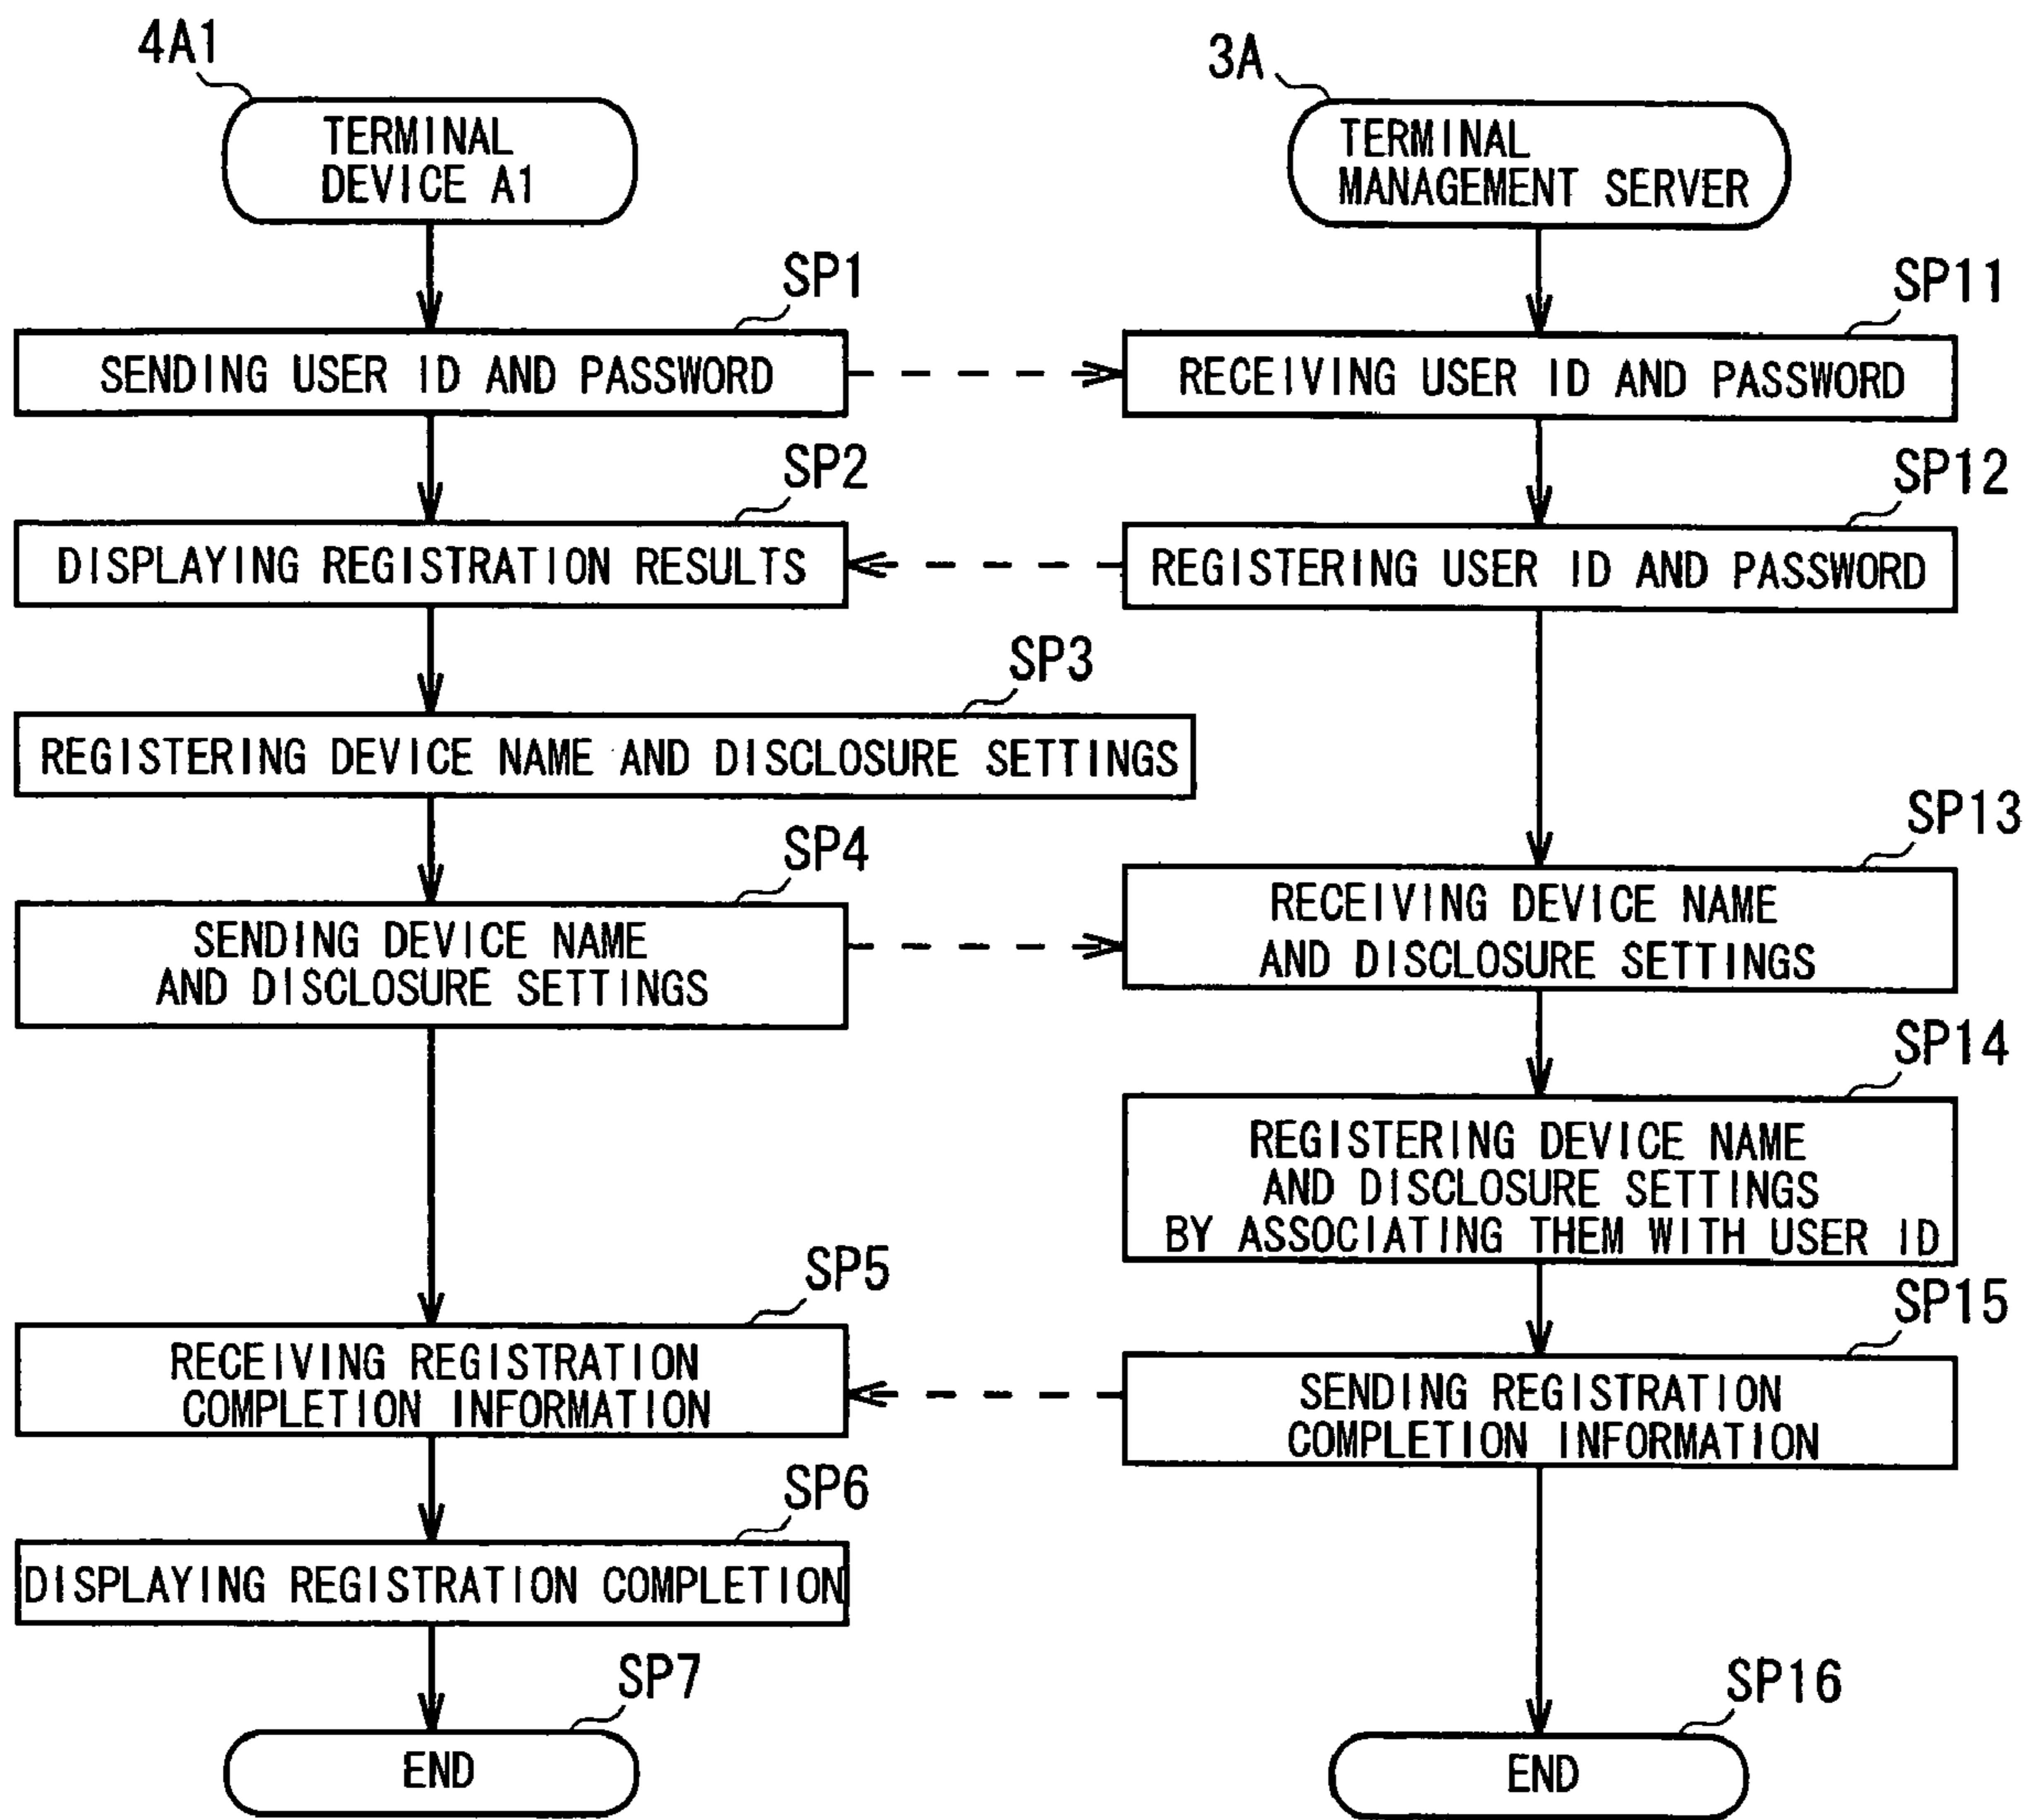 4A1
TERMINAL
DEVICE A1
3A
TERMINAL
MANAGEMENT SERVER
SP1
SENDING USER ID AND PASSWORD
SP11
RECEIVING USER ID AND PASSWORD
SP2
DISPLAYING REGISTRATION RESULTS
SP12
REGISTERING USER ID AND PASSWORD
SP3
REGISTERING DEVICE NAME AND DISCLOSURE SETTINGS
SP4
SENDING DEVICE NAME
AND DISCLOSURE SETTINGS
SP13
RECEIVING DEVICE NAME
AND DISCLOSURE SETTINGS
SP14
REGISTERING DEVICE NAME
AND DISCLOSURE SETTINGS
BY ASSOCIATING THEM WITH USER ID
SP5
RECEIVING REGISTRATION
COMPLETION INFORMATION
SP15
SENDING REGISTRATION
COMPLETION INFORMATION
SP6
DISPLAYING REGISTRATION COMPLETION
SP7
END
SP16
END